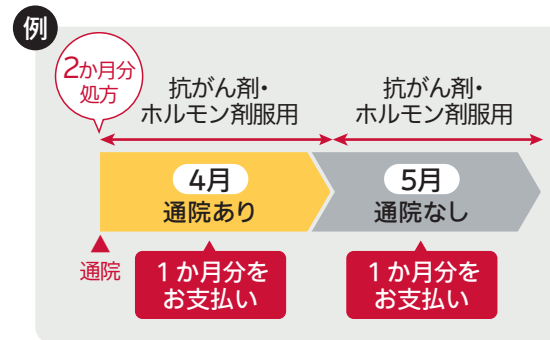 例
2か月分
処方
抗がん剤・
ホルモン剤服用
抗がん剤・
ホルモン剤服用
4月
通院あり
5月
通院なし
通院
1か月分を
お支払い
1か月分を
お支払い